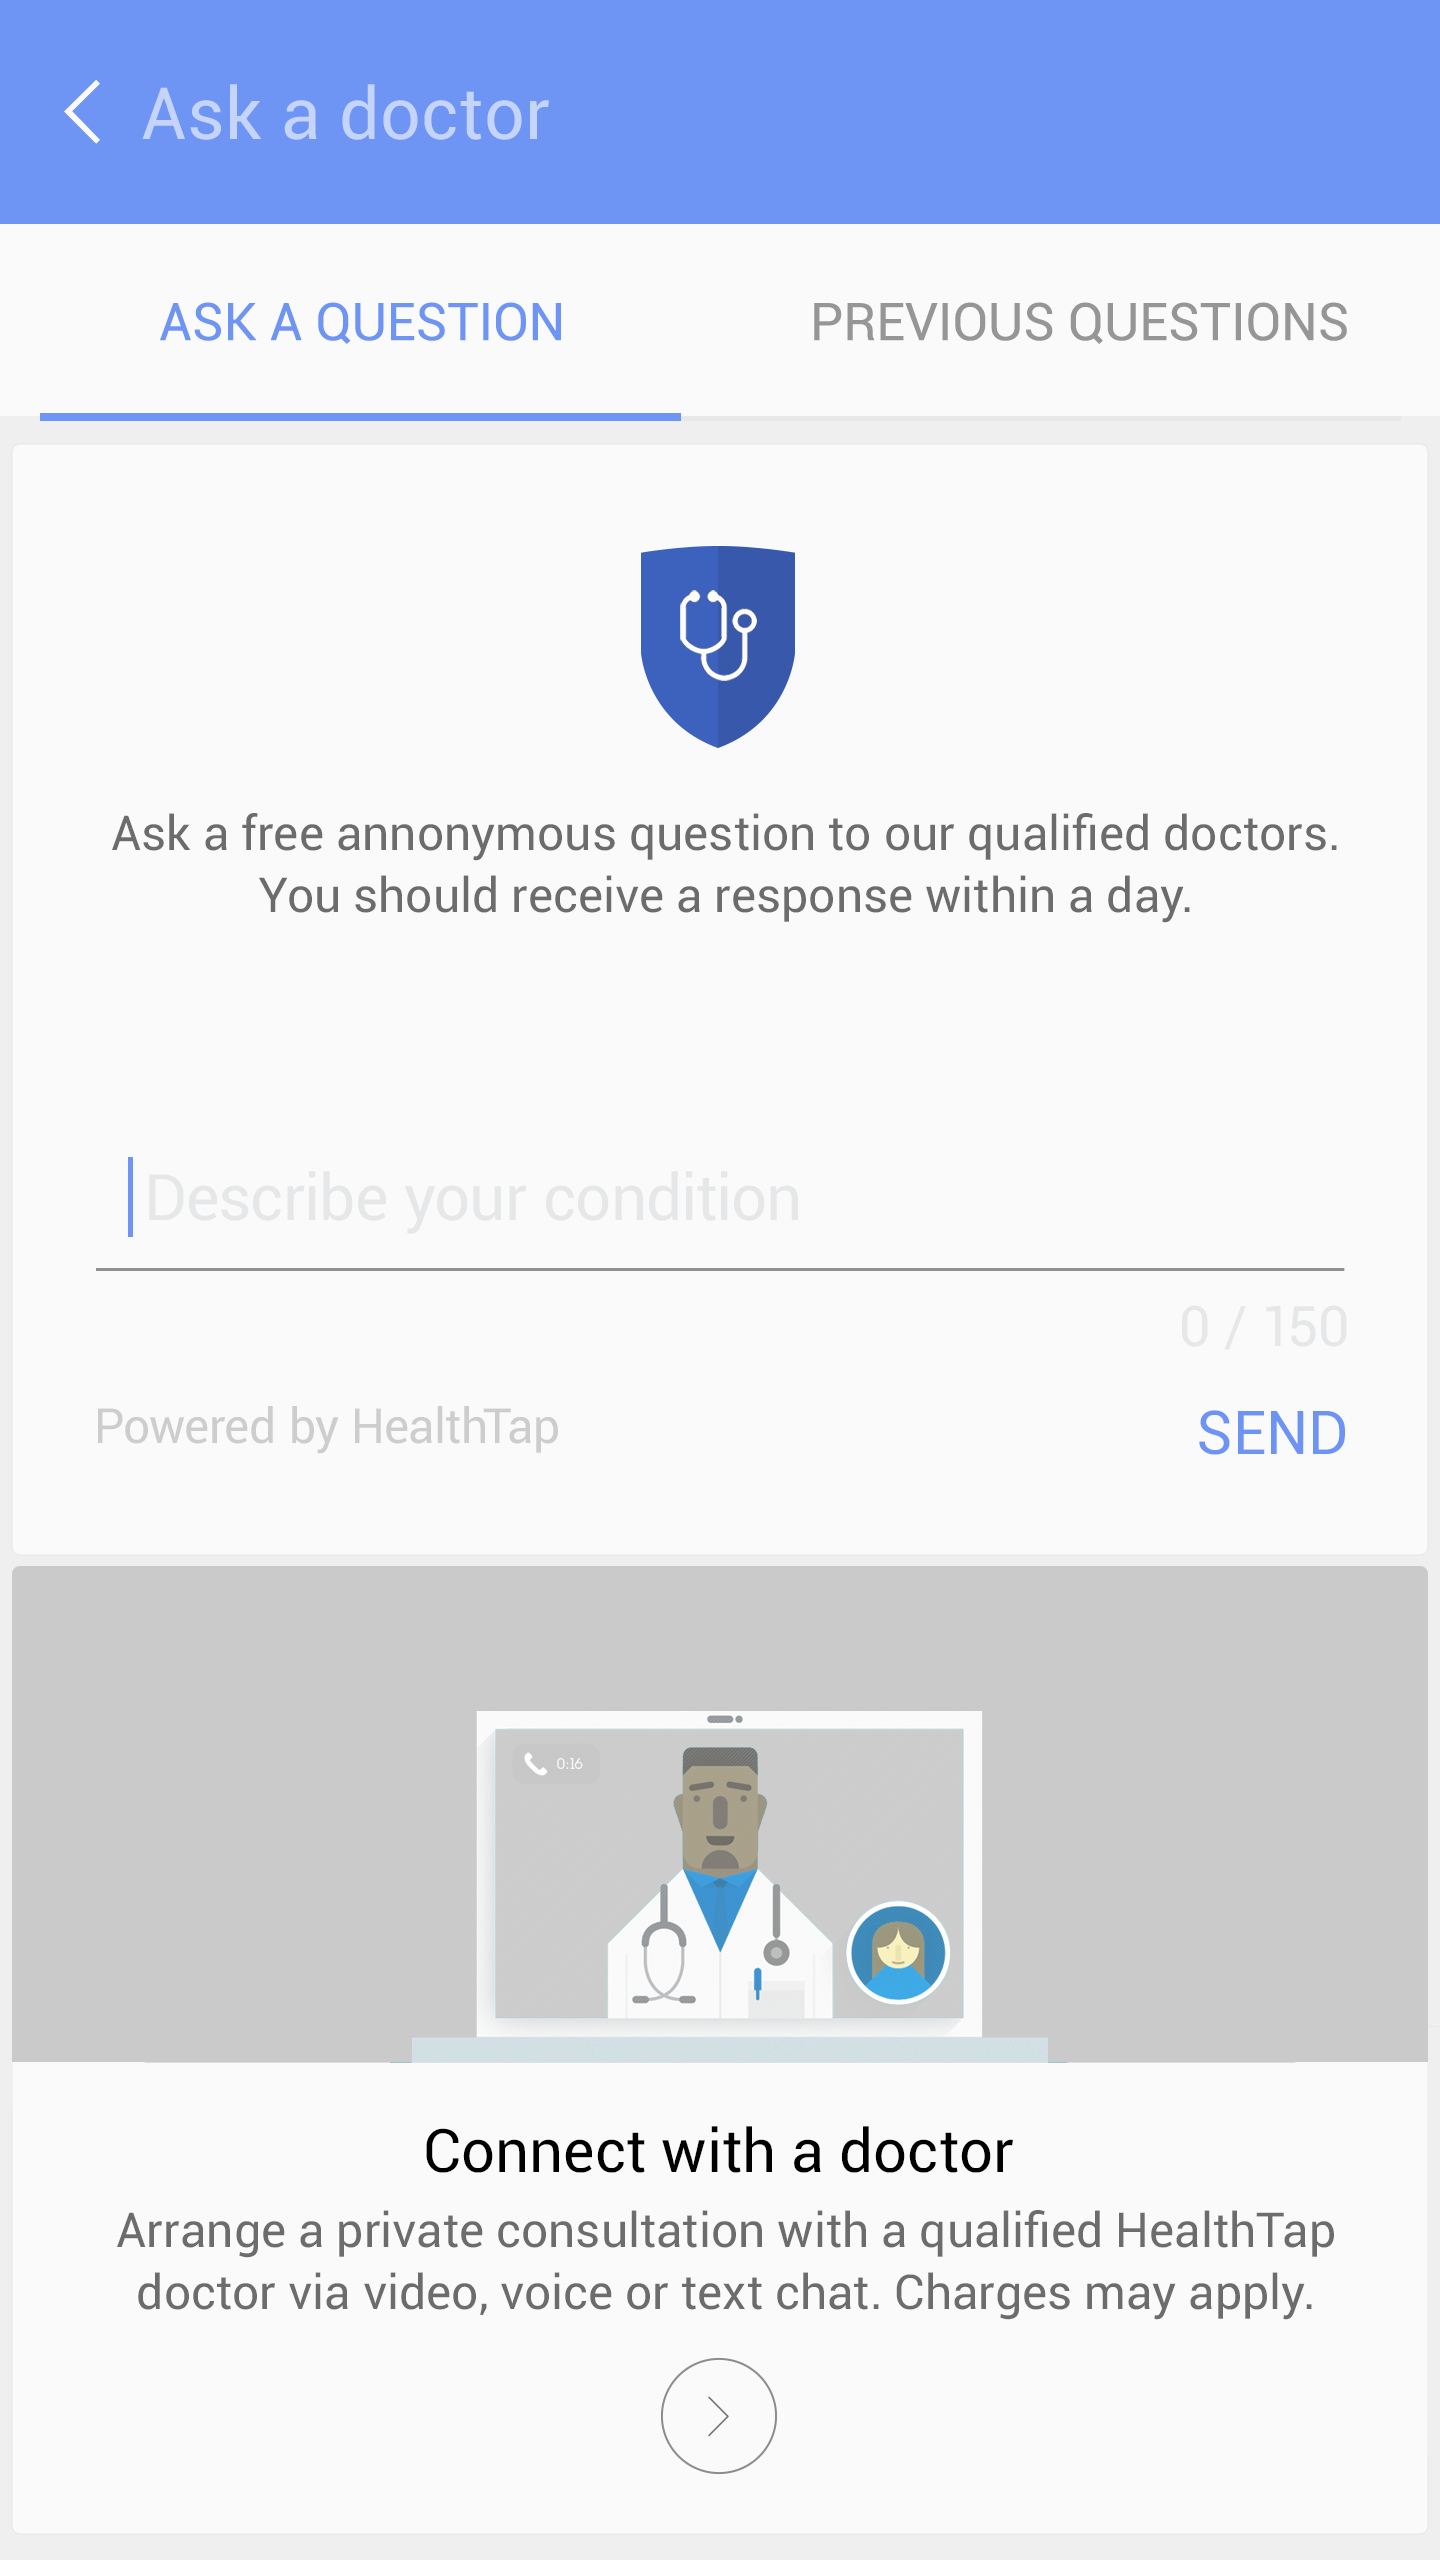 Ask a doctor
ASK A QUESTION
PREVIOUS QUESTIONS
Ask a free annonymous question to our qualified doctors.
You should receive a response within a day.
Describe your condition
0 / 150
Powered by HealthTap
SEND
0:16
Connect with a doctor
Arrange a private consultation with a qualified HealthTap
doctor via video, voice or text chat. Charges may apply.